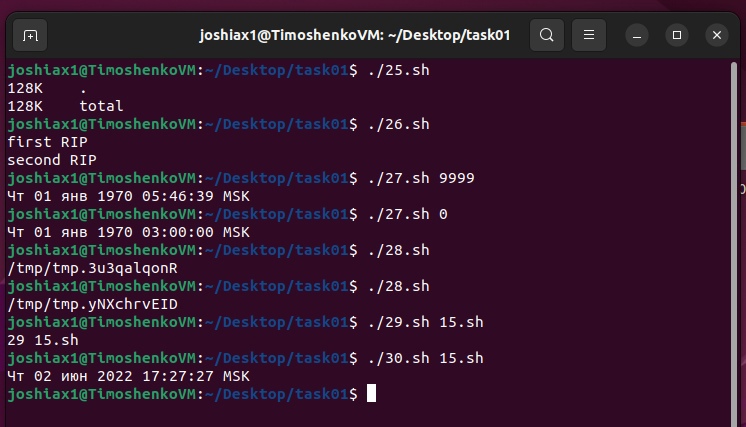 joshiax1@TimoshenkoVM: ~/Desktop/task01
joshiax1@TimoshenkoVM:~/Desktop/task01$ ./25.sh
128K    .
128K    total
joshiax1@TimoshenkoVM:~/Desktop/task01$ ./26.sh
first RIP
second RIP
joshiax1@TimoshenkoVM:~/Desktop/task01$ ./27.sh 9999
Чт 01 янв 1970 05:46:39 MSK
joshiax1@TimoshenkoVM:~/Desktop/task01$ ./27.sh 0
Чт 01 янв 1970 03:00:00 MSK
joshiax1@TimoshenkoVM:~/Desktop/task01$ ./28.sh
/tmp/tmp.3u3qalqonR
joshiax1@TimoshenkoVM:~/Desktop/task01$ ./28.sh
/tmp/tmp.yNXchrvEID
joshiax1@TimoshenkoVM:~/Desktop/task01$ ./29.sh 15.sh
29 15.sh
joshiax1@TimoshenkoVM:~/Desktop/task01$ ./30.sh 15.sh
Чт 02 июн 2022 17:27:27 MSK
joshiax1@TimoshenkoVM:~/Desktop/task01$